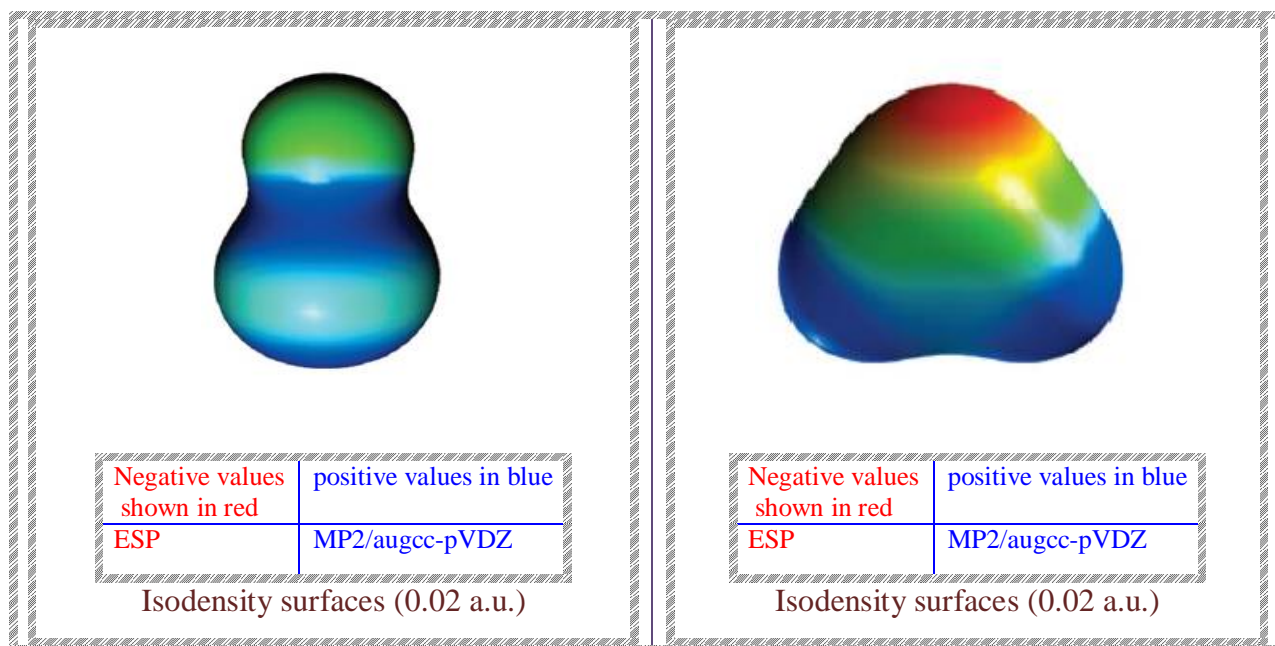 Negative values
shown in red
positive values in blue
ESP
MP2/augcc-pVDZ
Isodensity surfaces (0.02 a.u.)
Negative values
shown in red
positive values in blue
ESP
MP2/augcc-pVDZ
Isodensity surfaces (0.02 a.u.)